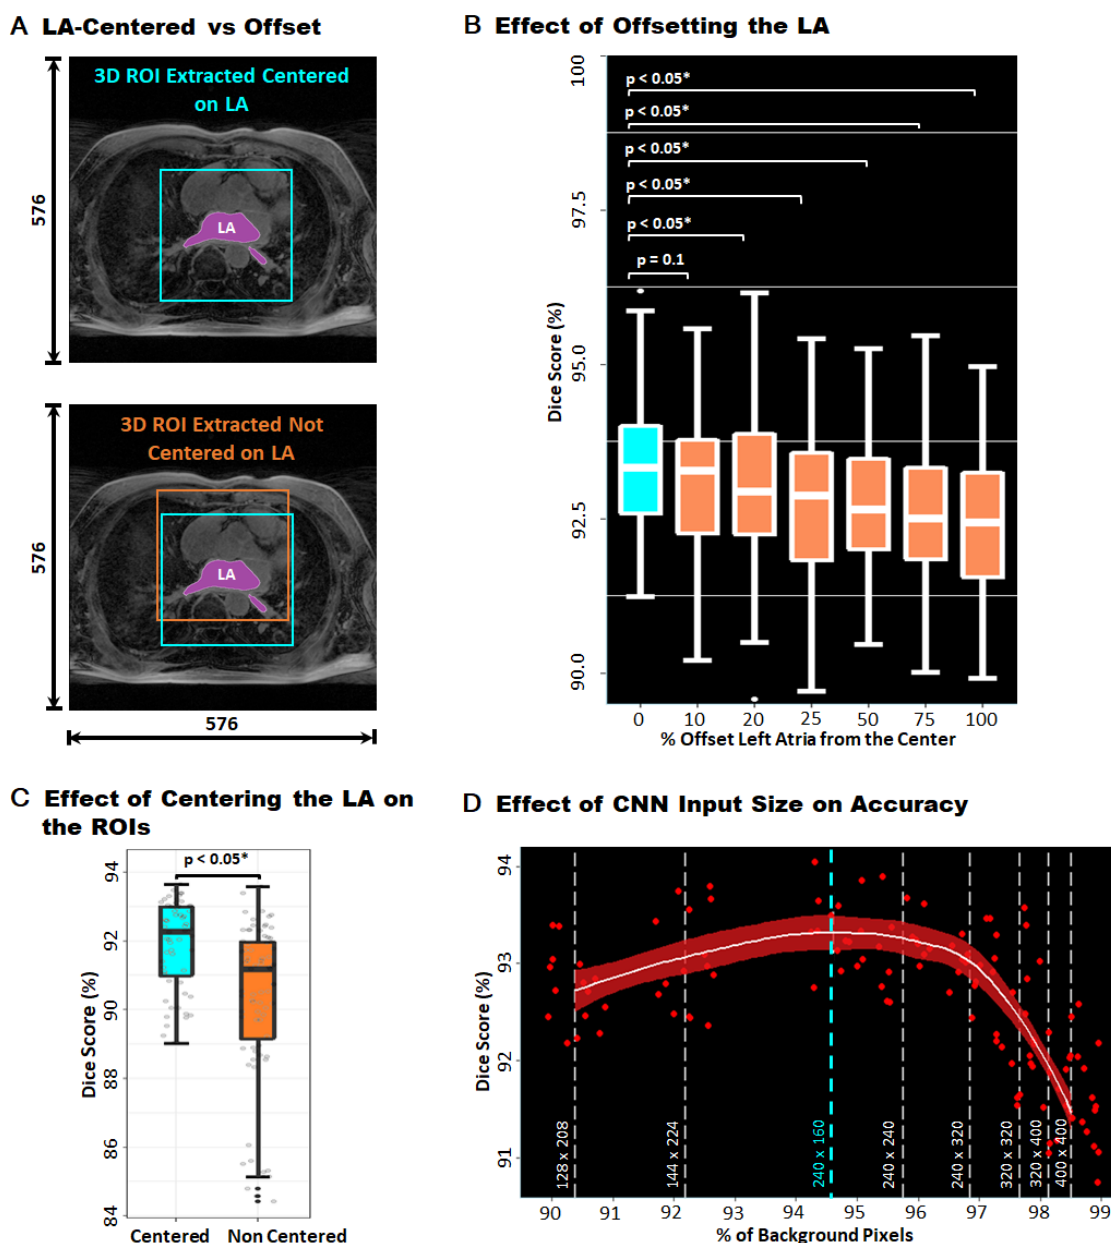 A LA-Centered vs Offset
3D ROI Extracted Centered
on LA
576
LA
3D ROI Extracted Not
Centered on LA
576
LA
576
B Effect of Offsetting the LA
Dice Score (%)
100
97.5
95.0
92.5
90.0
p < 0.05*
p < 0.05*
p < 0.05*
p < 0.05*
p < 0.05*
p = 0.1
0 10 20 25 50 75 100
% Offset Left Atria from the Center
C Effect of Centering the LA on
the ROIs
Dice Score (%)
94
92
90
88
86
84
p < 0.05*
Centered Non Centered
D Effect of CNN Input Size on Accuracy
Dice Score (%)
94
93
92
91
128 x 208
144 x 224
240 x 160
240 x 240
240 x 320
320 x 320
320 x 400
400 x 400
90 91 92 93 94 95 96 97 98 99
% of Background Pixels